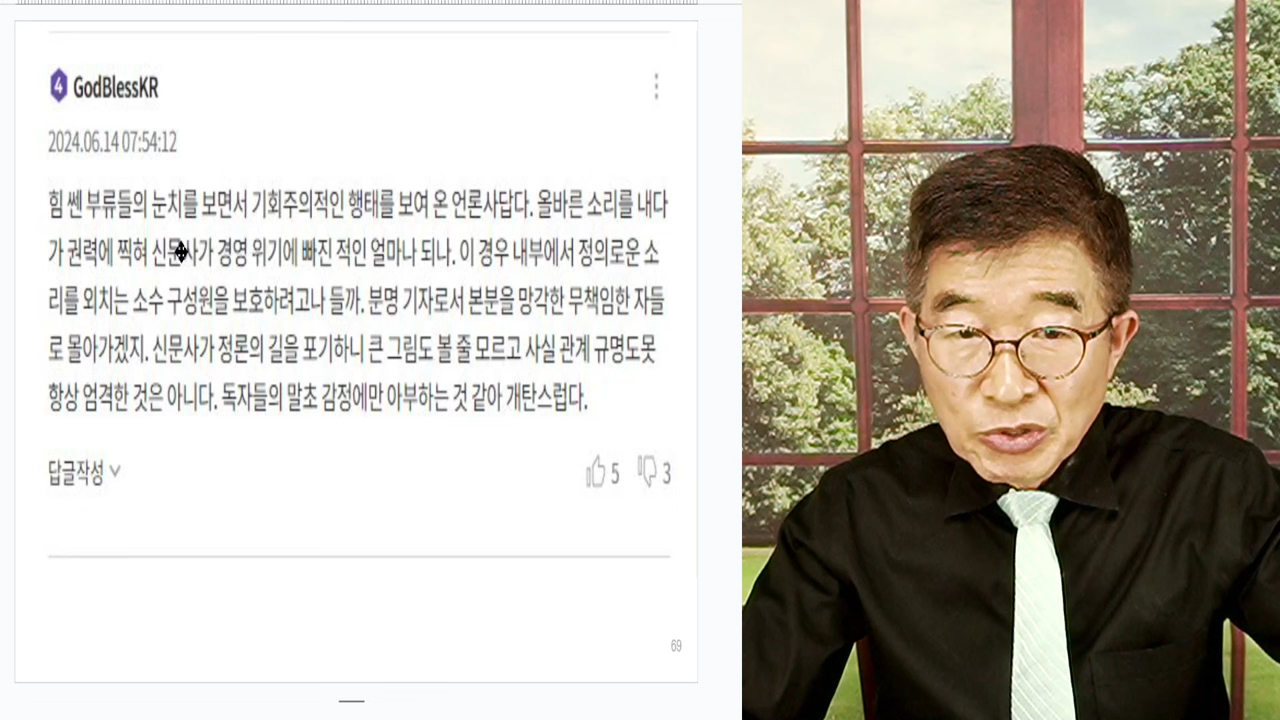 4 GodBlessKR
2024.06.14 07:54:12
힘 쎈 부류들의 눈치를 보면서 기회주의적인 행태를 보여 온 언론사답다. 올바른 소리를 내다
가 권력에 찍혀 신문사가 경영 위기에 빠진 적인 얼마나 되나. 이 경우 내부에서 정의로운 소
리를 외치는 소수 구성원을 보호하려고나 들까. 분명 기자로서 본분을 망각한 무책임한 자들
로 몰아가겠지. 신문사가 정론의 길을 포기하니 큰 그림도 볼 줄 모르고 사실 관계 규명도못
항상 엄격한 것은 아니다. 독자들의 말초 감정에만 아부하는 것 같아 개탄스럽다.
답글작성 5 3
69